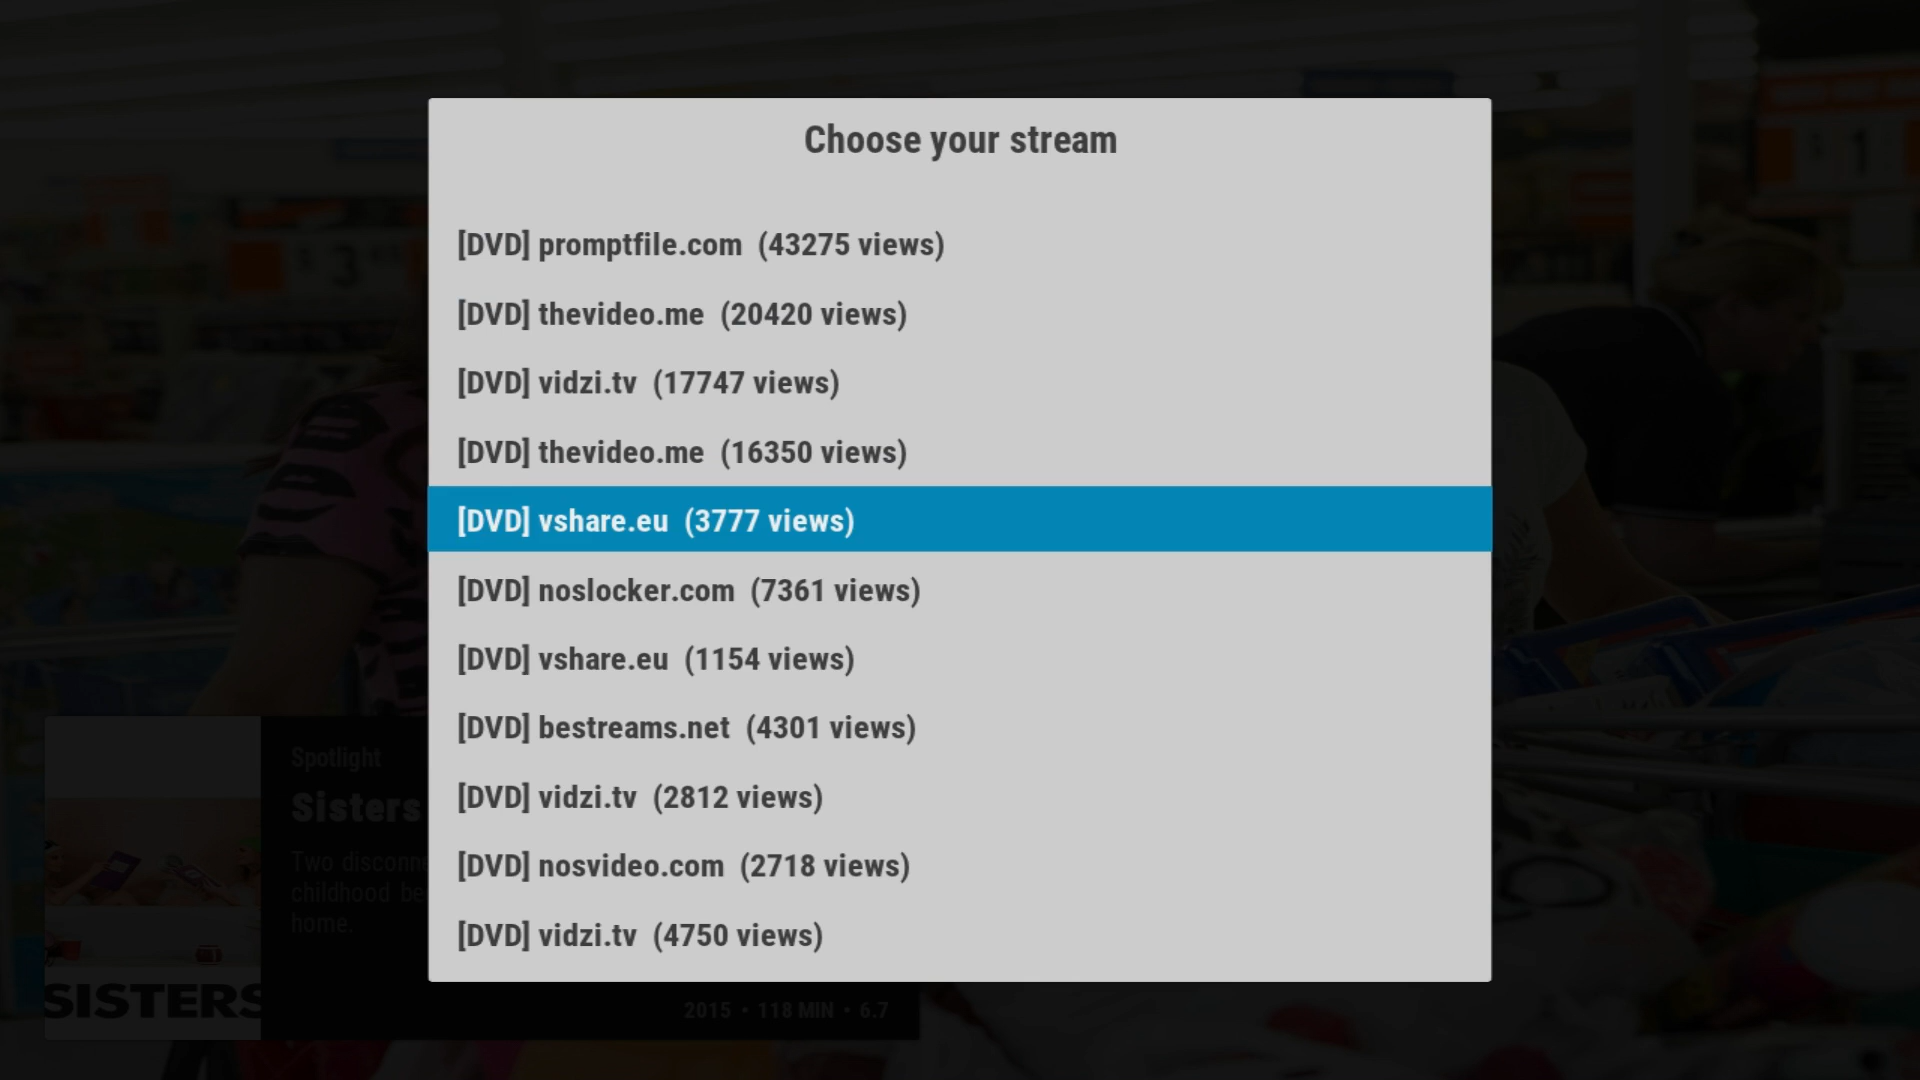 Choose your stream
[DVD] promptfile.com (43275 views)
[DVD] thevideo.me (20420 views)
[DVD] vidzi.tv (17747 views)
[DVD] thevideo.me (16350 views)
[DVD] vshare.eu (3777 views)
[DVD] noslocker.com (7361 views)
[DVD] vshare.eu (1154 views)
[DVD] bestreams.net (4301 views)
[DVD] vidzi.tv (2812 views)
[DVD] nosvideo.com (2718 views)
[DVD] vidzi.tv (4750 views)
Spotlight
Sisters
Two
childhood
home.
SISTERS
2015 • 118 MIN • 6.7